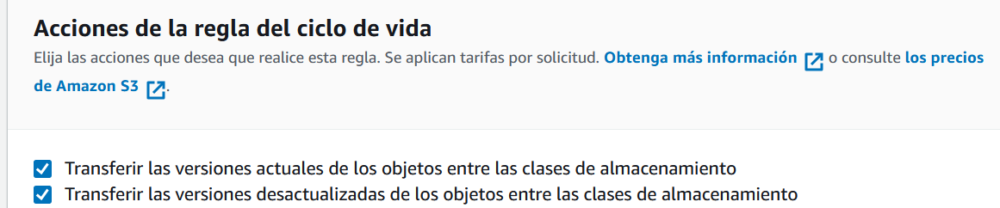 Acciones de la regla del ciclo de vida
Elija las acciones que desea que realice esta regla. Se aplican tarifas por solicitud. Obtenga más información o consulte los precios
de Amazon S3 .
Transferir las versiones actuales de los objetos entre las clases de almacenamiento
Transferir las versiones desactualizadas de los objetos entre las clases de almacenamiento